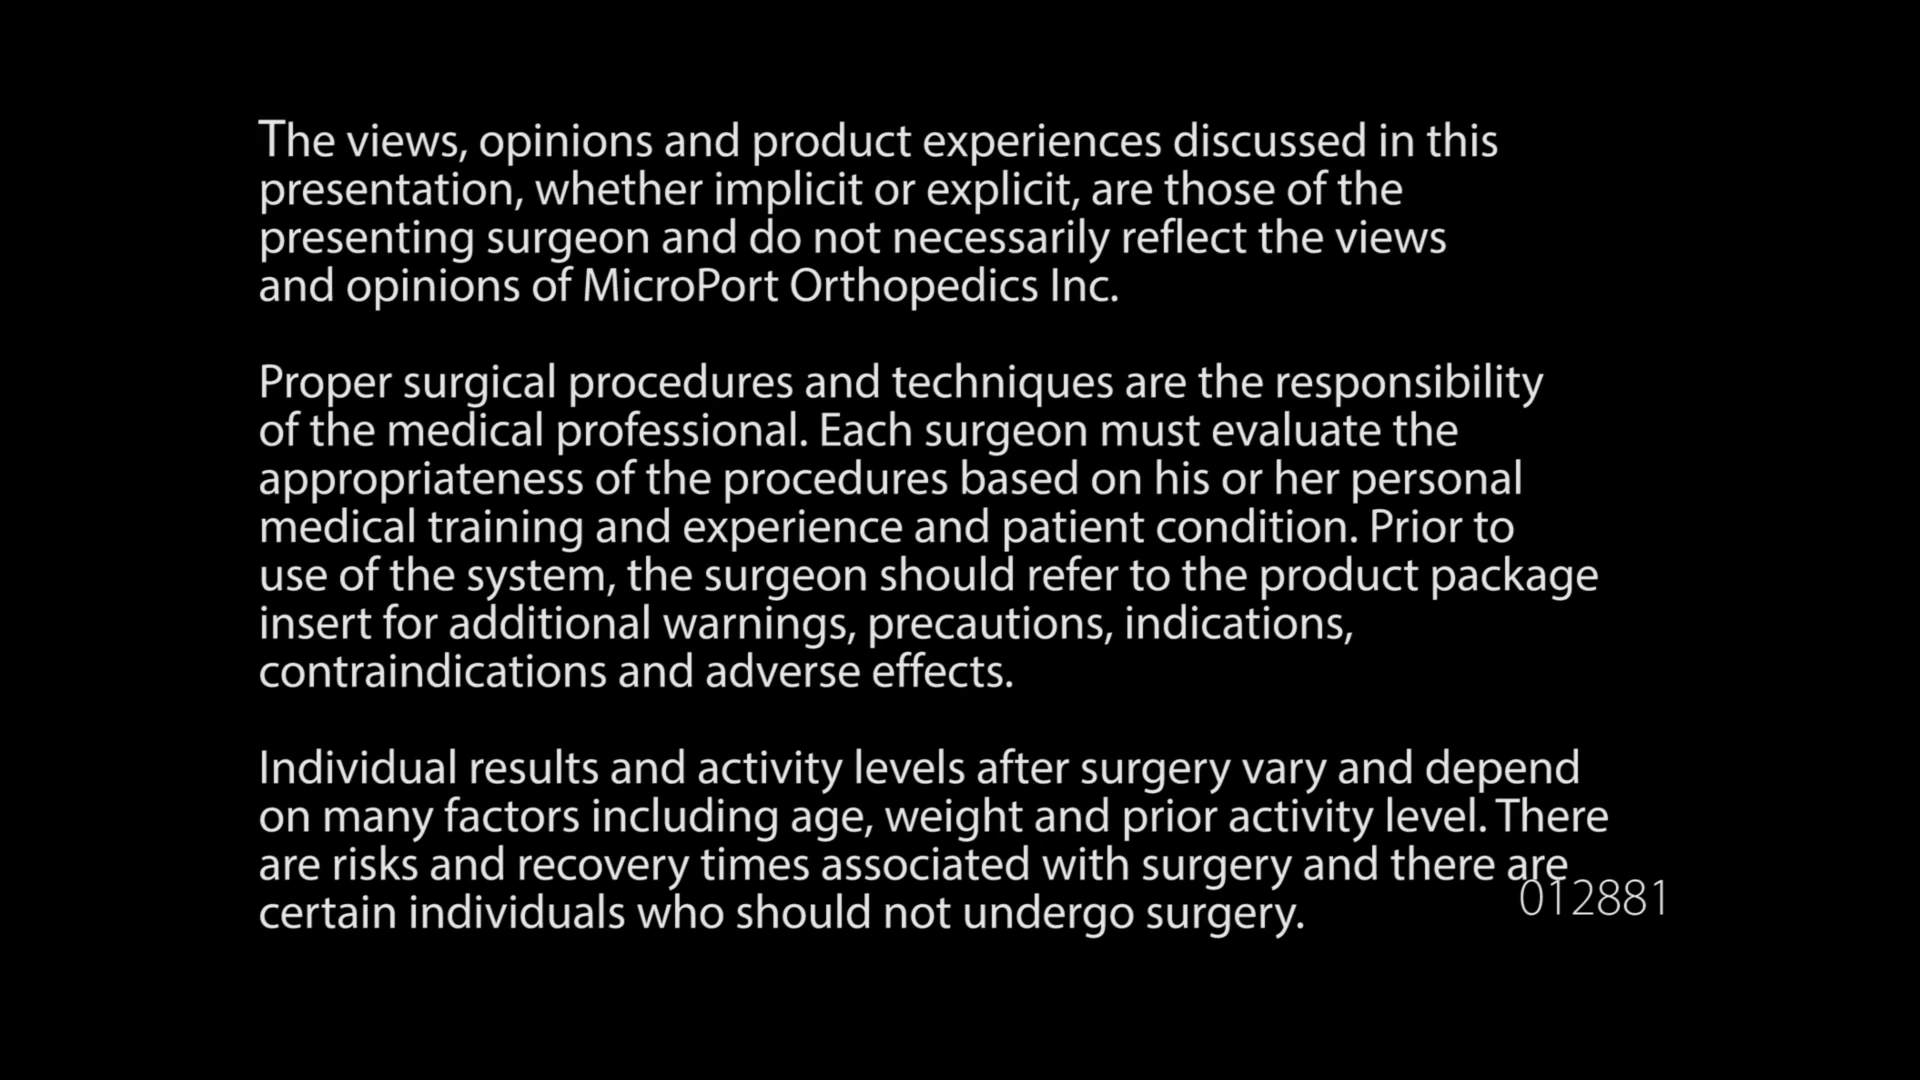 The views, opinions and product experiences discussed in this
presentation, whether implicit or explicit, are those of the
presenting surgeon and do not necessarily reflect the views
and opinions of MicroPort Orthopedics Inc.
Proper surgical procedures and techniques are the responsibility
of the medical professional. Each surgeon must evaluate the
appropriateness of the procedures based on his or her personal
medical training and experience and patient condition. Prior to
use of the system, the surgeon should refer to the product package
insert for additional warnings, precautions, indications,
contraindications and adverse effects.
Individual results and activity levels after surgery vary and depend
on many factors including age, weight and prior activity level. There
are risks and recovery times associated with surgery and there are
certain individuals who should not undergo surgery.
012881